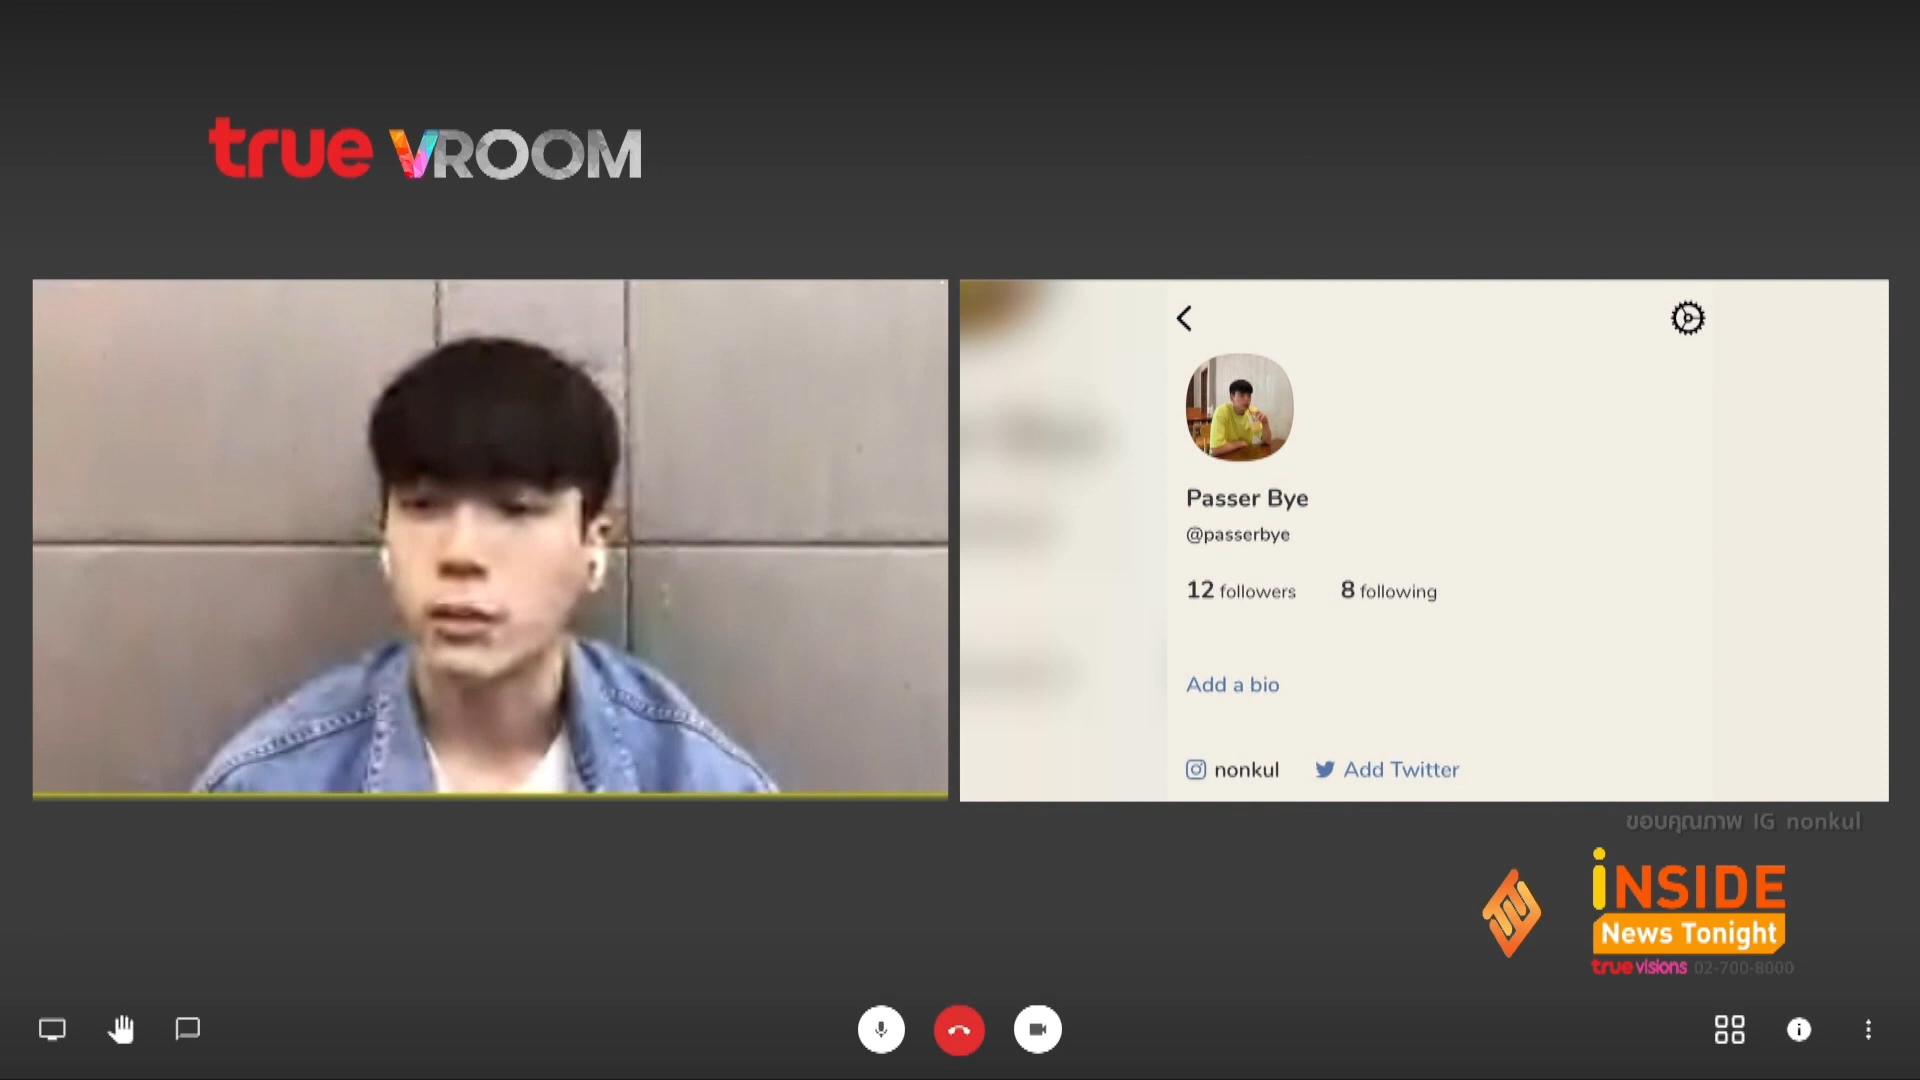 true VROOM
Passer Bye
@passerbye
12 followers 8 following
Add a bio
nonkul Add Twitter
ขอบคุณภาพ IG nonkul
iNSIDE
News Tonight
truevisions 02-700-8000